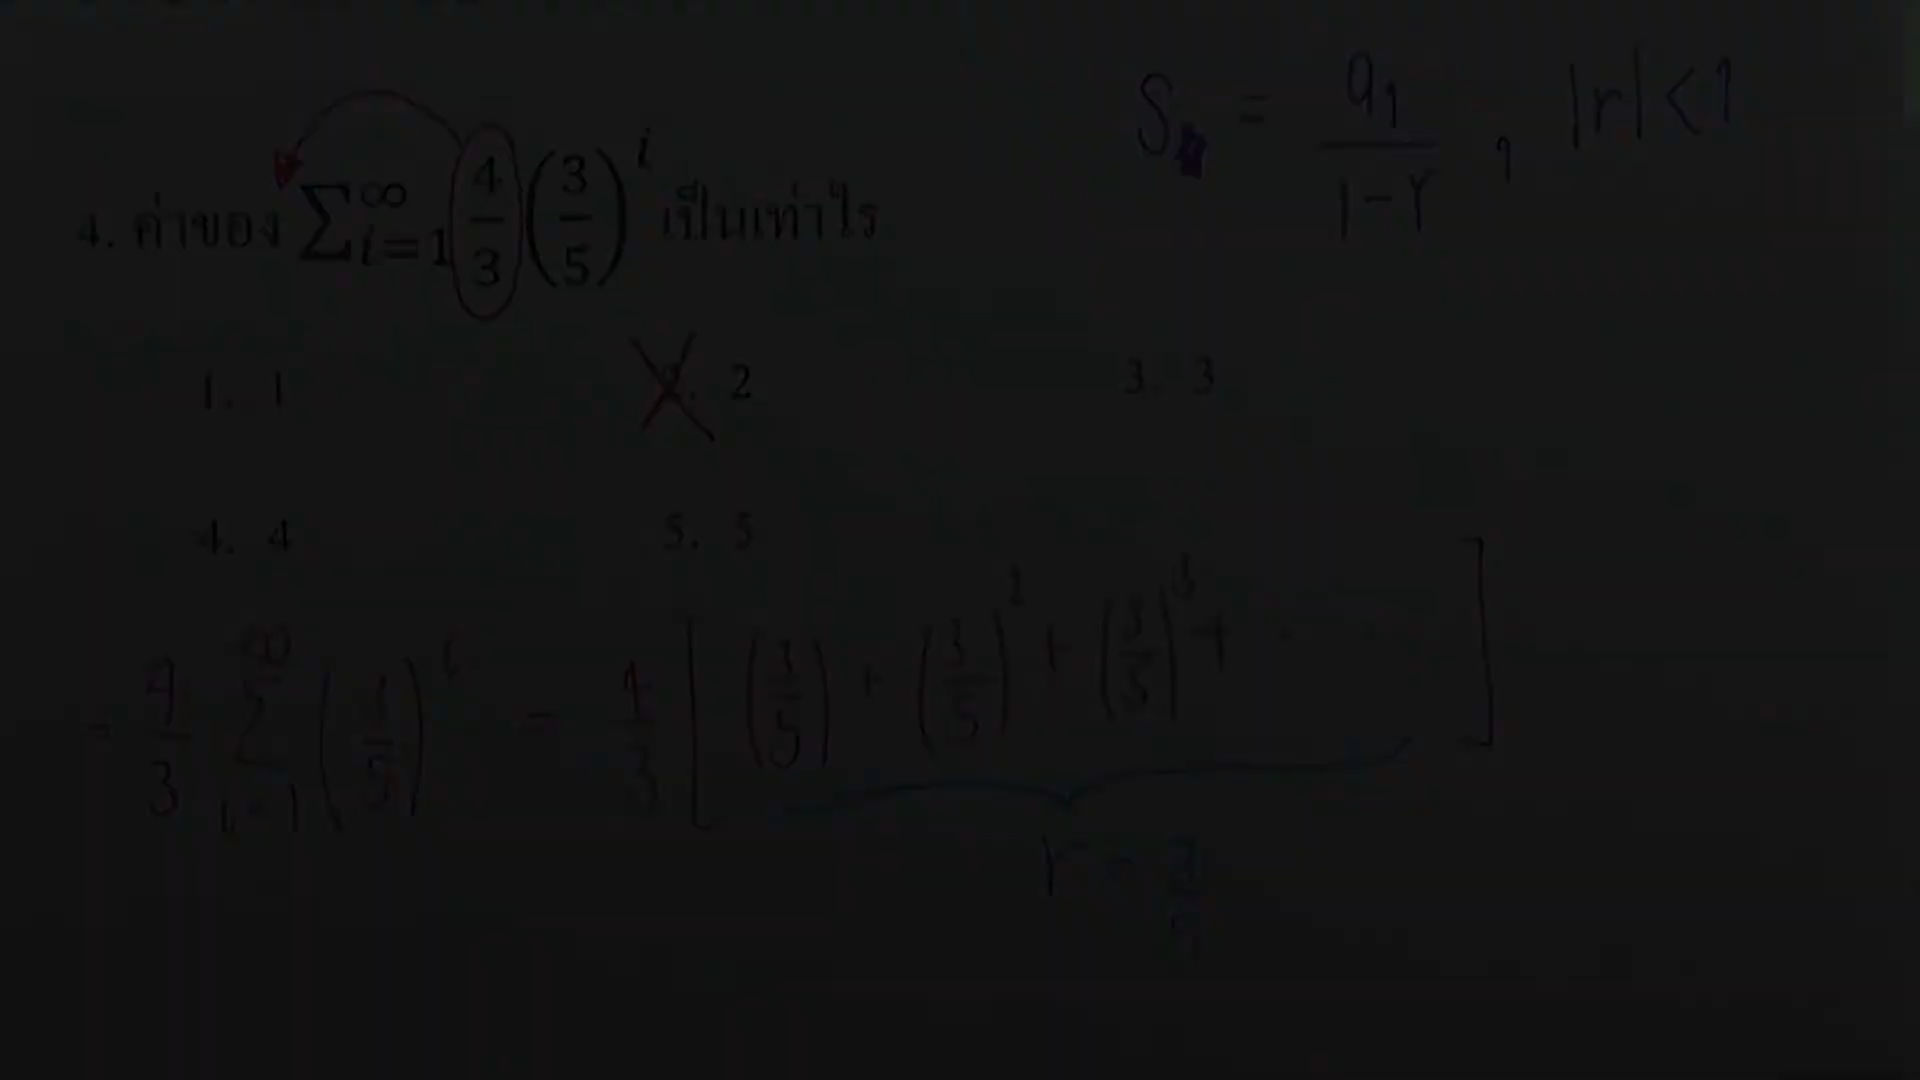 4. ค่าของ ∑_{i=1}^{∞} 4/3 (3/5)^i เป็นเท่าไร
S = a₁/(1-r) , |r| < 1
1. 1
2. 2
3. 3
4. 4
5. 5
= 4/3 ∑_{i=1}^{∞} (3/5)^i = 4/3 [ (3/5) + (3/5)^2 + (3/5)^3 + . . . ]
r = 3/5